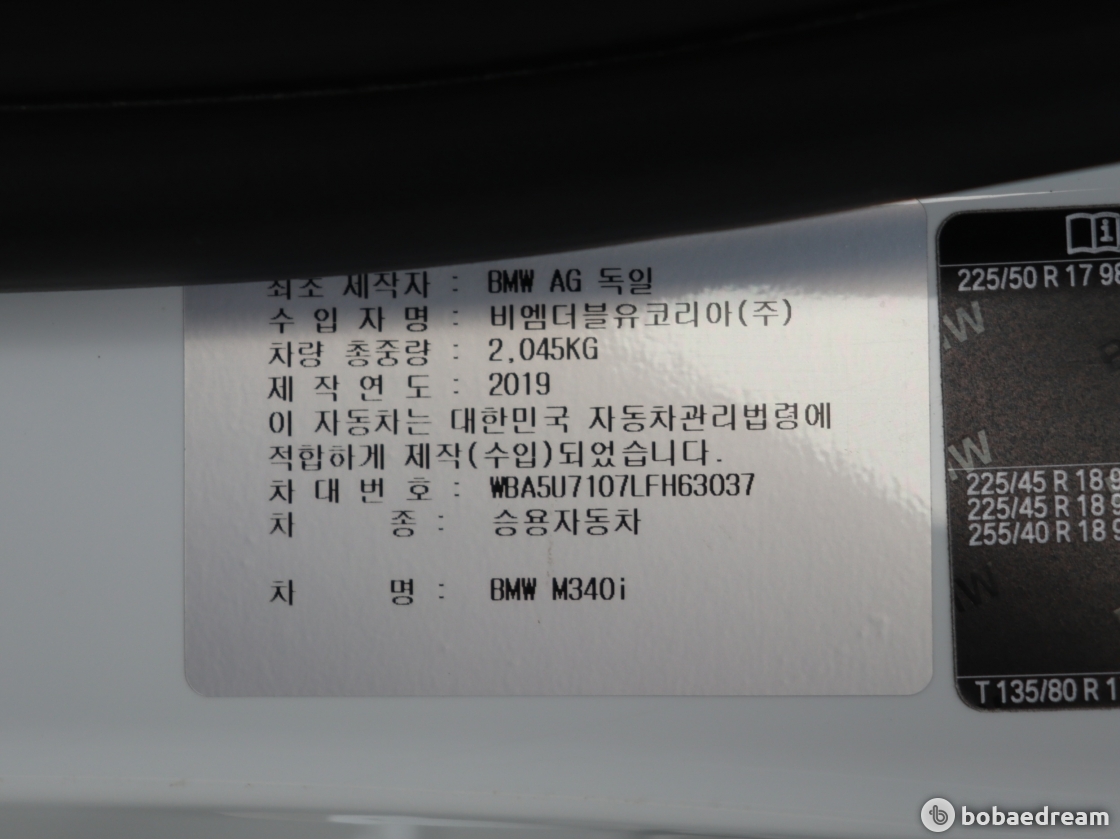 최초 제작자 : BMW AG 독일
수 입 자 명 : 비엠더블유코리아(주)
차량 총중량 : 2,045KG
제 작 연 도 : 2019
이 자동차는 대한민국 자동차관리법령에
적합하게 제작(수입)되었습니다.
차 대 번 호 : WBA5U7107LFH63037
차 종 : 승용자동차
차 명 : BMW M340i
225/50 R 17 98
225/45 R 18 9
225/45 R 18 9
255/40 R 18 9
T 135/80 R 1
bobaedream